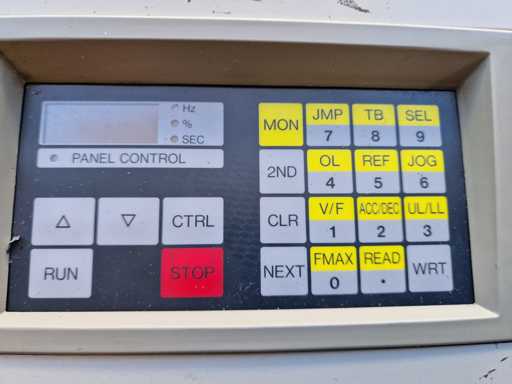 Hz
%
SEC
PANEL CONTROL
△ ▽ CTRL
RUN STOP
MON JMP 7 TB 8 SEL 9
2ND OL 4 REF 5 JOG 6
CLR V/F 1 ACC/DEC 2 UL/LL 3
NEXT FMAX 0 READ . WRT